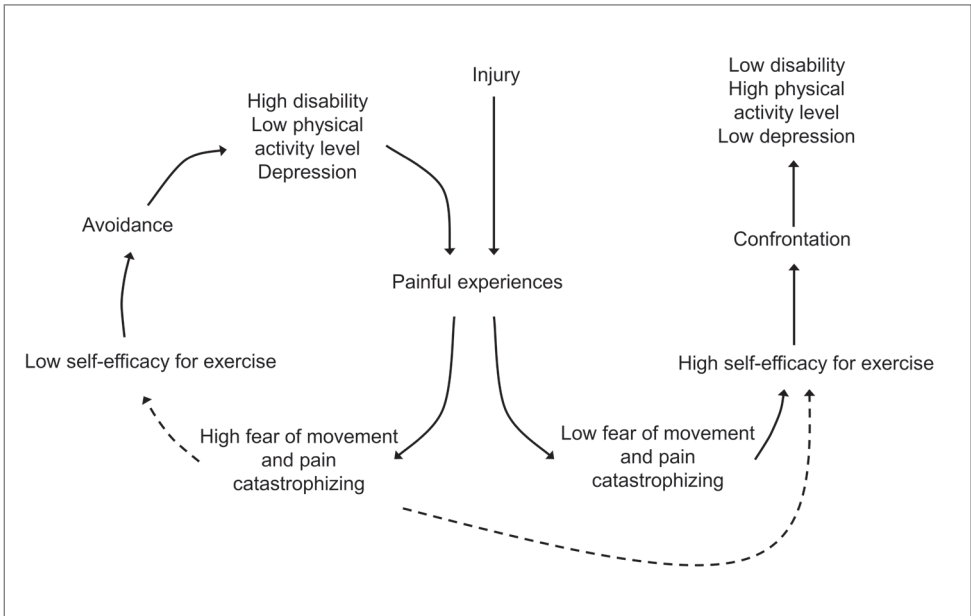 Injury
High disability
Low physical
activity level
Depression
Low disability
High physical
activity level
Low depression
Avoidance
Confrontation
Painful experiences
Low self-efficacy for exercise
High self-efficacy for exercise
High fear of movement
and pain
catastrophizing
Low fear of movement
and pain
catastrophizing